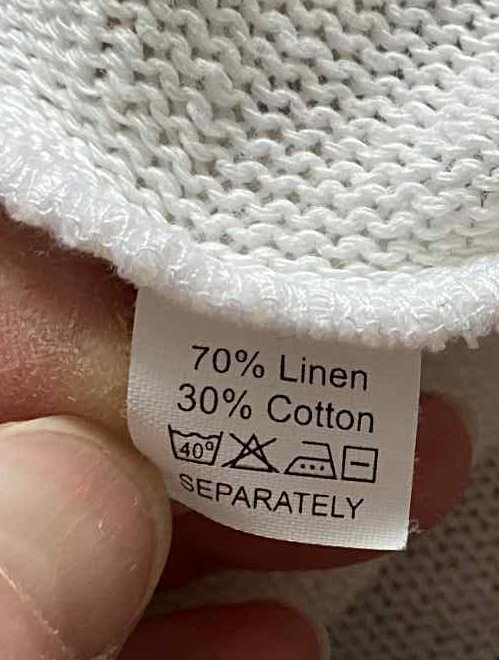 70% Linen
30% Cotton
40°
SEPARATELY